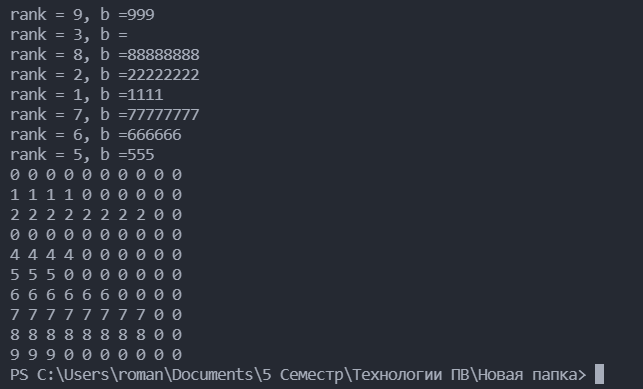 rank = 9, b =999
rank = 3, b =
rank = 8, b =88888888
rank = 2, b =22222222
rank = 1, b =1111
rank = 7, b =77777777
rank = 6, b =666666
rank = 5, b =555
0 0 0 0 0 0 0 0 0 0
1 1 1 1 0 0 0 0 0 0
2 2 2 2 2 2 2 2 0 0
0 0 0 0 0 0 0 0 0 0
4 4 4 4 0 0 0 0 0 0
5 5 5 0 0 0 0 0 0 0
6 6 6 6 6 6 0 0 0 0
7 7 7 7 7 7 7 7 0 0
8 8 8 8 8 8 8 8 0 0
9 9 9 0 0 0 0 0 0 0
PS C:\Users\roman\Documents\5 Семестр\Технологии ПВ\Новая папка>